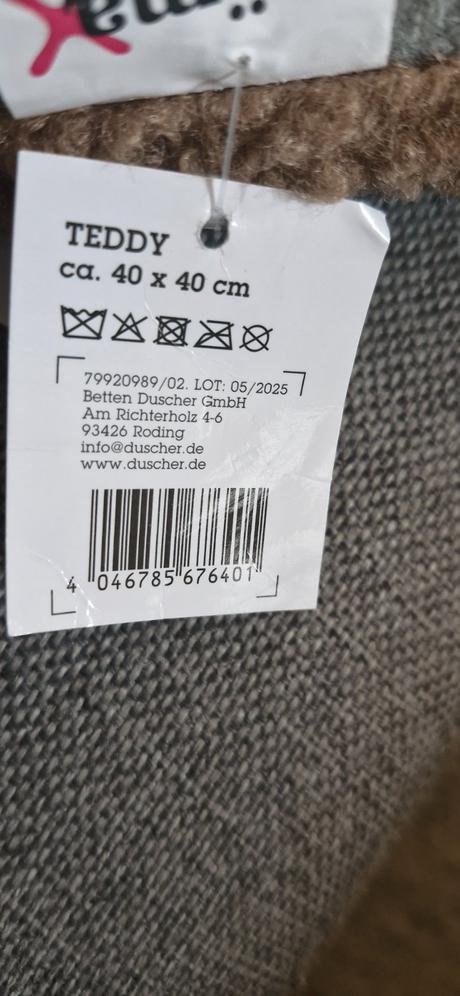 TEDDY
ca. 40 x 40 cm
79920989/02. LOT: 05/2025
Betten Duscher GmbH
Am Richterholz 4-6
93426 Roding
info@duscher.de
www.duscher.de
4 046785 676401